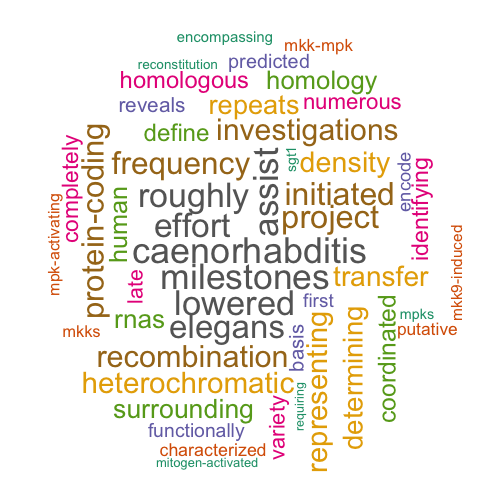 encompassing
mkk-mpk
reconstitution
predicted
homologous
homology
reveals
repeats
numerous
define
investigations
completely
protein-coding
frequency
assist
sgt1
density
encode
identifying
mpk-activating
human
roughly
initiated
effort
project
caenorhabditis
mkk9-induced
late
milestones
transfer
lowered
first
rnas
elegans
mkks
basis
representing
determining
coordinated
mpks
putative
recombination
heterochromatic
requiring
surrounding
variety
functionally
characterized
mitogen-activated